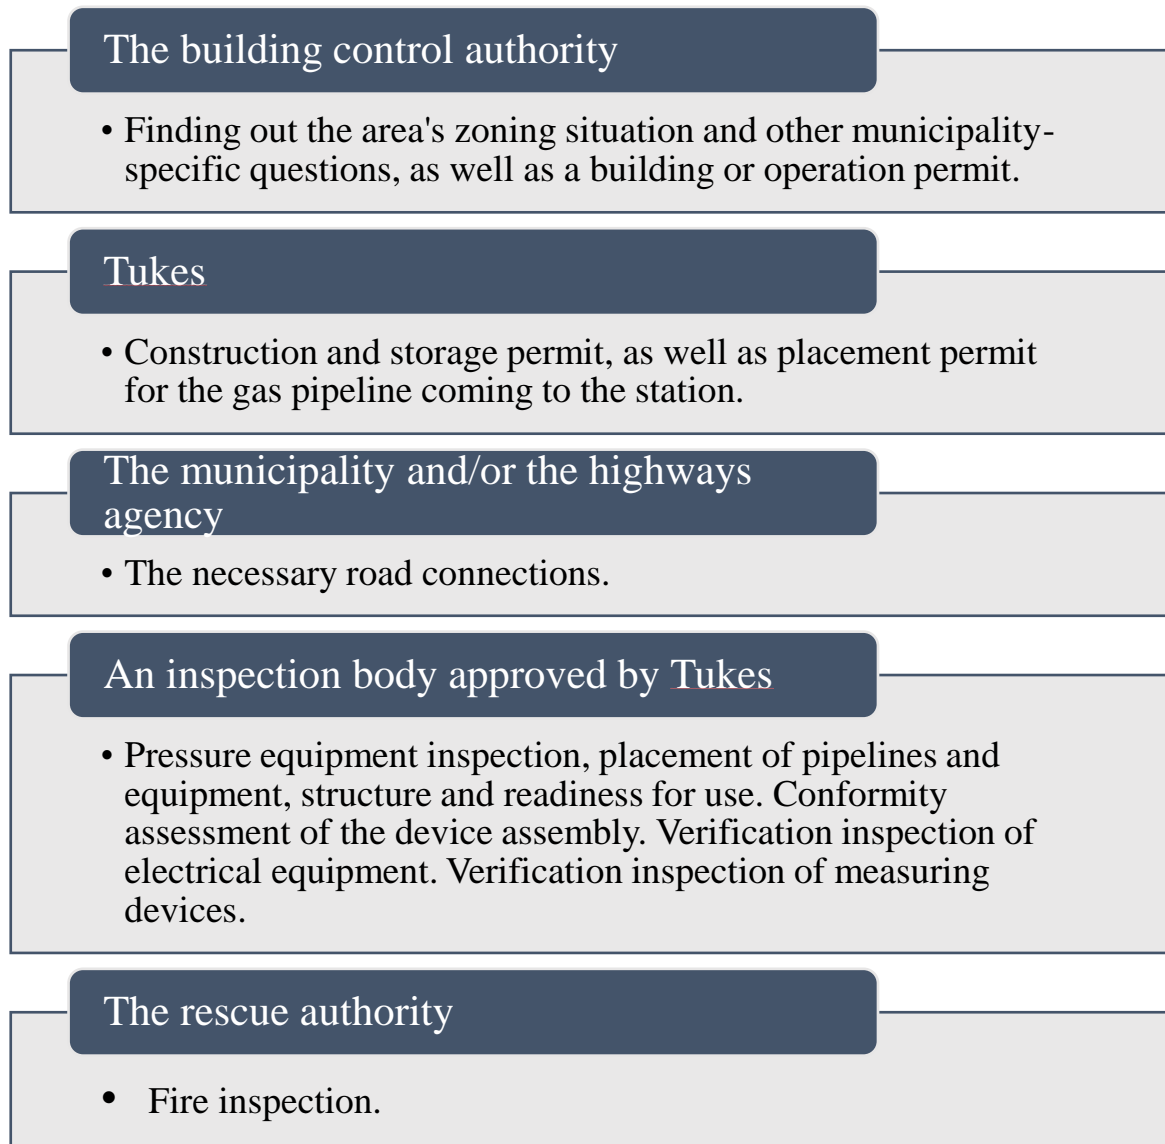 The building control authority
• Finding out the area's zoning situation and other municipality-
specific questions, as well as a building or operation permit.
Tukes
• Construction and storage permit, as well as placement permit
for the gas pipeline coming to the station.
The municipality and/or the highways
agency
• The necessary road connections.
An inspection body approved by Tukes
• Pressure equipment inspection, placement of pipelines and
equipment, structure and readiness for use. Conformity
assessment of the device assembly. Verification inspection of
electrical equipment. Verification inspection of measuring
devices.
The rescue authority
• Fire inspection.